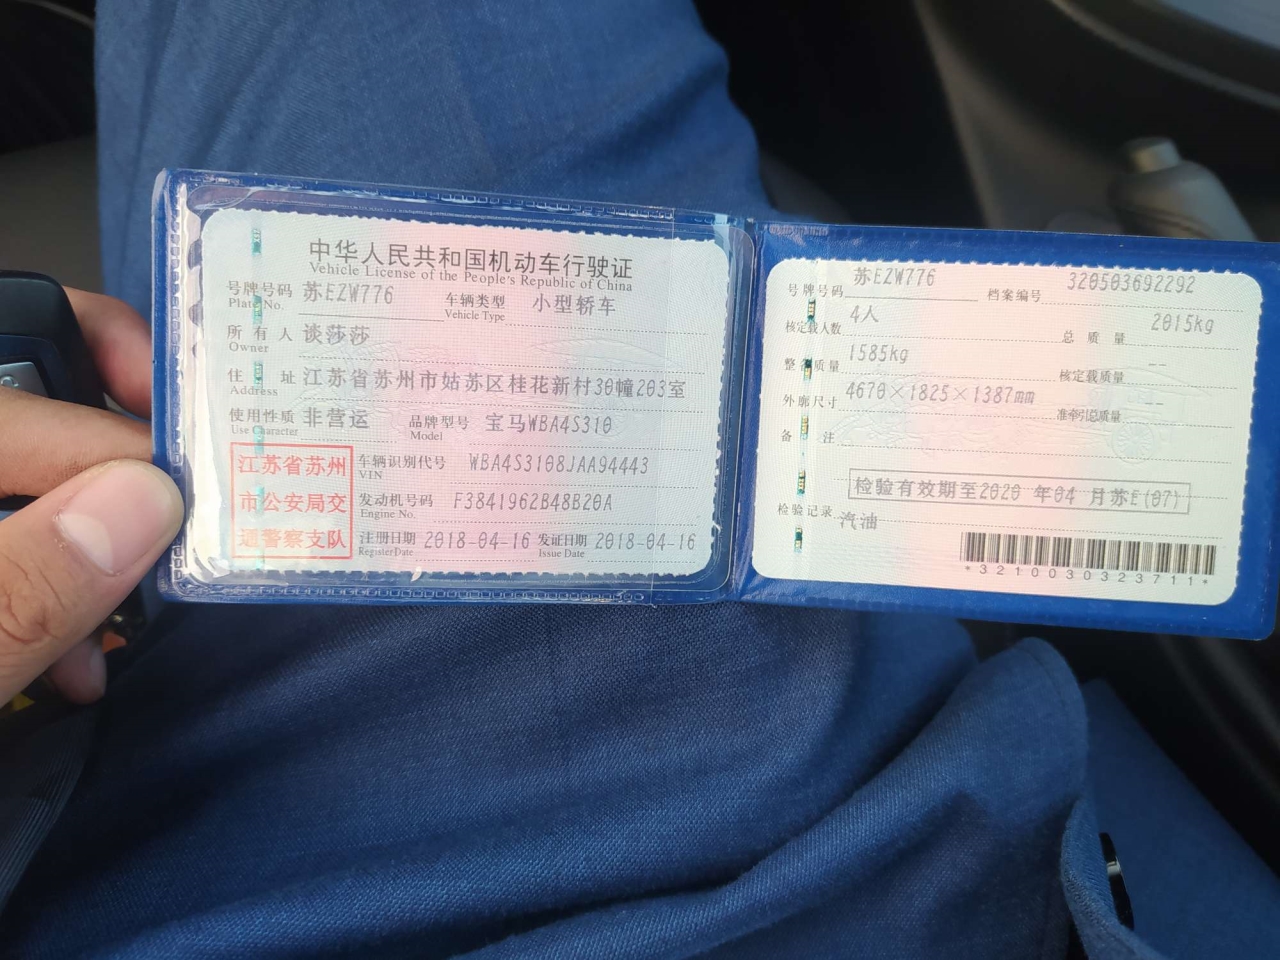 中华人民共和国机动车行驶证
Vehicle License of the People's Republic of China
号牌号码 苏EZW776 车辆类型 小型轿车
Plate No. Vehicle Type
所有人 谈莎莎
Owner
住址 江苏省苏州市姑苏区桂花新村30幢203室
Address
使用性质 非营运 品牌型号 宝马WBA4S310
Use Character Model
江苏省苏州
市公安局交
通警察支队
车辆识别代号 WBA4S3108JAA94443
VIN
发动机号码 F3841962B48B20A
Engine No.
注册日期 2018-04-16 发证日期 2018-04-16
Register Date Issue Date
号牌号码 苏EZW776 档案编号 320503692292
核定载人数 4人 总质量 2015kg
整备质量 1585kg 核定载质量 --
外廓尺寸 4670×1825×1387mm 准牵引总质量 --
备注
检验有效期至2020 年04 月苏E(07)
检验记录
汽油
*3210030323711*